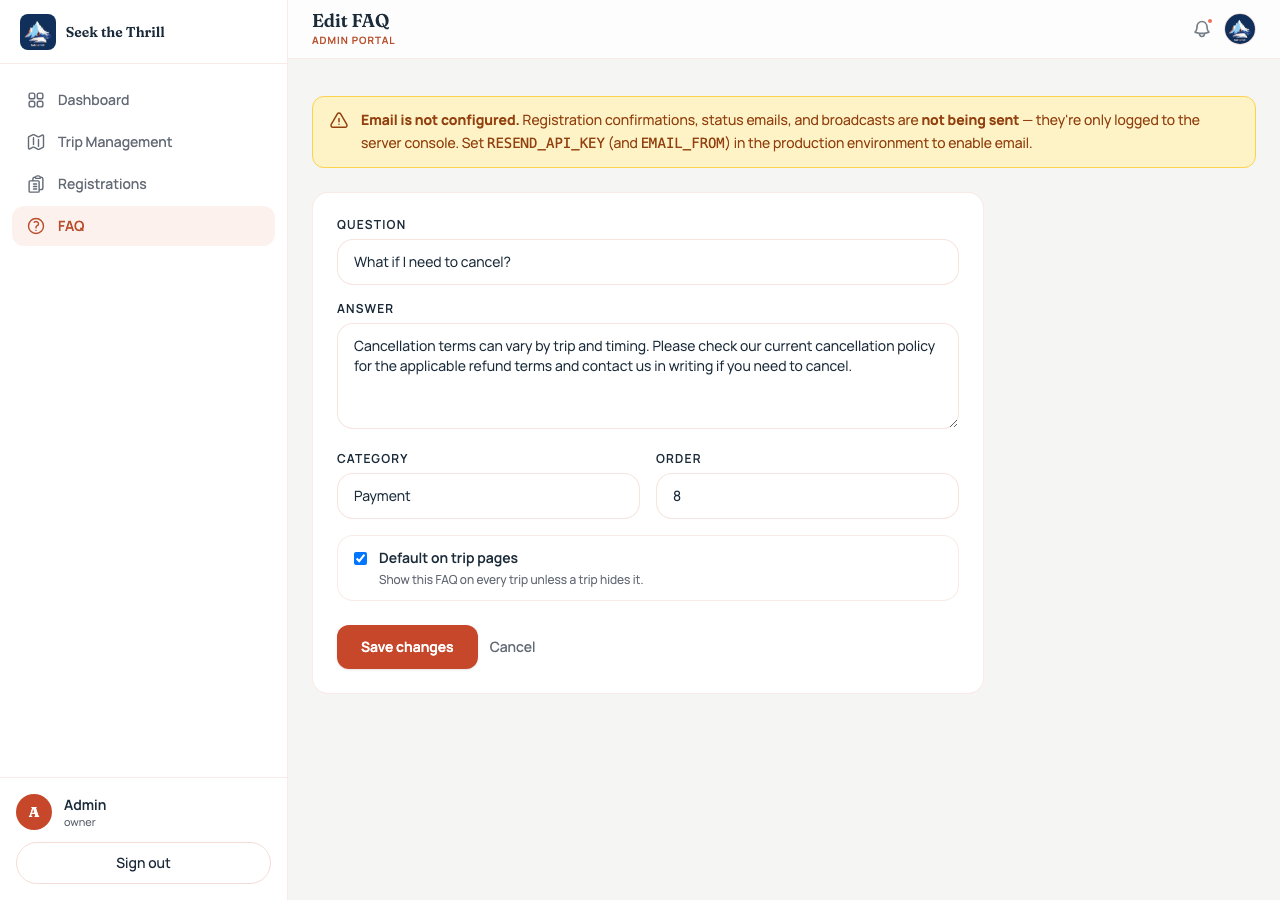 Seek the Thrill
Dashboard
Trip Management
Registrations
FAQ
Admin
owner
Sign out
Edit FAQ
ADMIN PORTAL
Email is not configured. Registration confirmations, status emails, and broadcasts are not being sent — they're only logged to the
server console. Set RESEND_API_KEY (and EMAIL_FROM) in the production environment to enable email.
QUESTION
What if I need to cancel?
ANSWER
Cancellation terms can vary by trip and timing. Please check our current cancellation policy
for the applicable refund terms and contact us in writing if you need to cancel.
CATEGORY
ORDER
Payment
8
Default on trip pages
Show this FAQ on every trip unless a trip hides it.
Save changes
Cancel